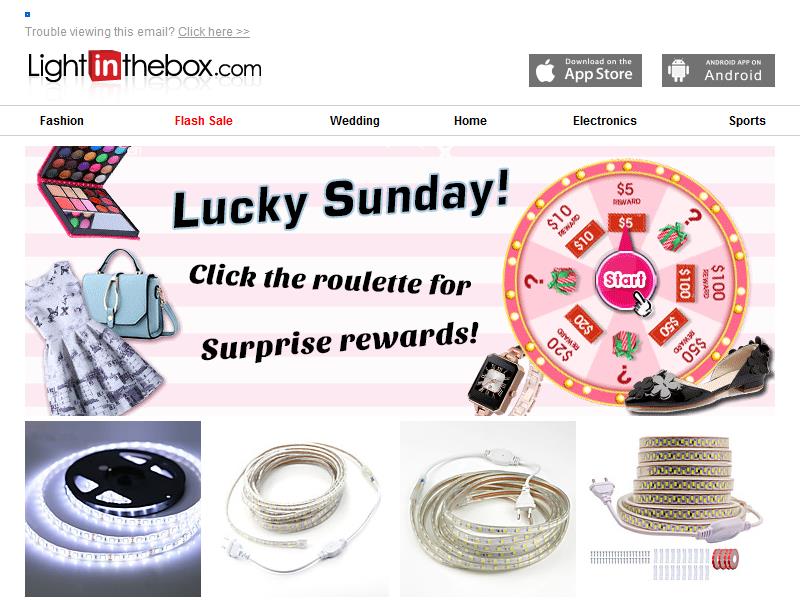 Trouble viewing this email? Click here >>
Lightinthebox.com
Download on the
App Store
ANDROID APP ON
Android
Fashion
Flash Sale
Wedding
Home
Electronics
Sports
Lucky Sunday!
Click the roulette for
Surprise rewards!
$5
REWARD
$5
?
$100
$100
REWARD
$50
$50
REWARD
?
$20
$20
REWARD
?
$10
$10
REWARD
Start